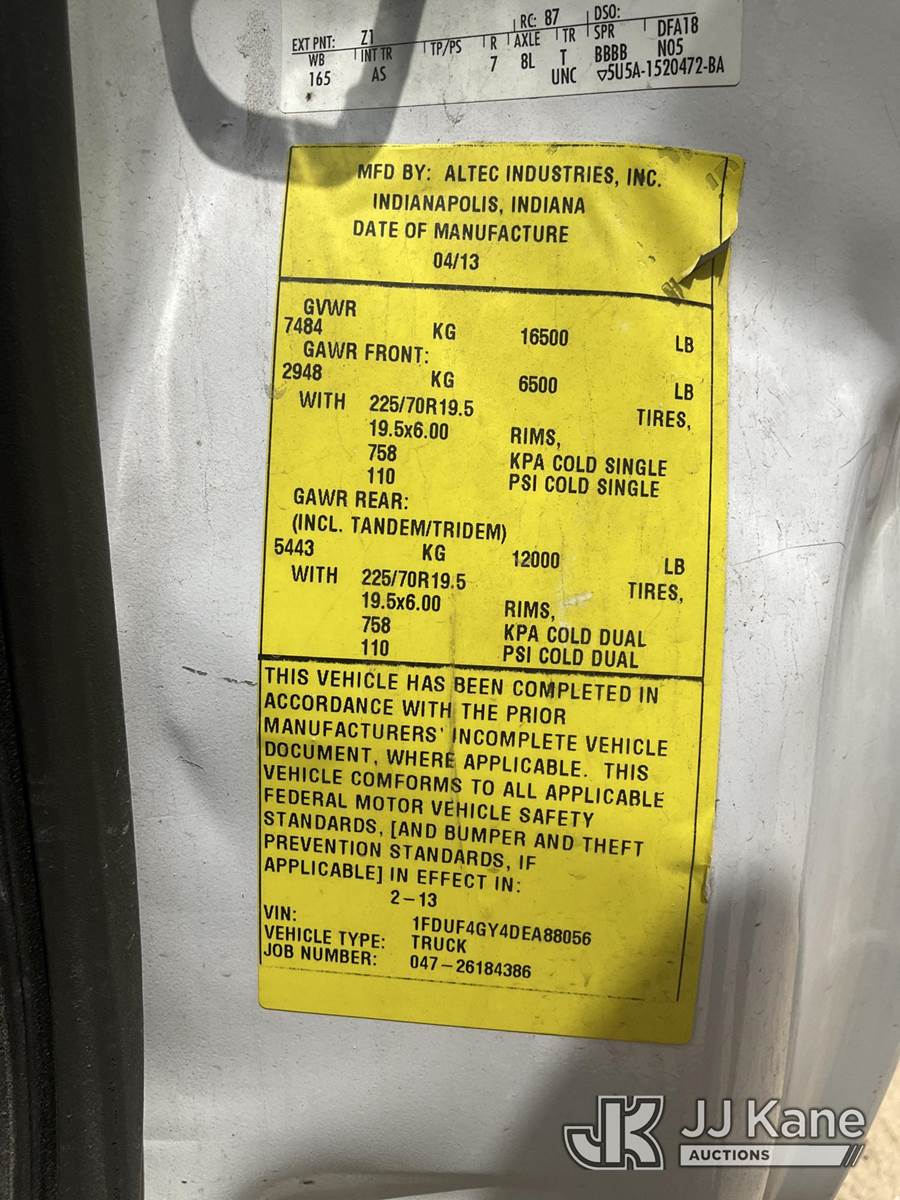 RC: 87 DSO:
EXT PNT: Z1
WB INT TR TP/PS R AXLE TR SPR DFA18
165 AS 7 8L T BBBB N05
UNC ▽5U5A-1520472-BA
MFD BY: ALTEC INDUSTRIES, INC.
INDIANAPOLIS, INDIANA
DATE OF MANUFACTURE
04/13
GVWR
7484 KG 16500 LB
GAWR FRONT:
2948 KG 6500 LB
WITH 225/70R19.5 TIRES,
19.5x6.00 RIMS,
758 KPA COLD SINGLE
110 PSI COLD SINGLE
GAWR REAR:
(INCL. TANDEM/TRIDEM)
5443 KG 12000 LB
WITH 225/70R19.5 TIRES,
19.5x6.00 RIMS,
758 KPA COLD DUAL
110 PSI COLD DUAL
THIS VEHICLE HAS BEEN COMPLETED IN
ACCORDANCE WITH THE PRIOR
MANUFACTURERS' INCOMPLETE VEHICLE
DOCUMENT, WHERE APPLICABLE. THIS
VEHICLE COMFORMS TO ALL APPLICABLE
FEDERAL MOTOR VEHICLE SAFETY
STANDARDS, [AND BUMPER AND THEFT
PREVENTION STANDARDS, IF
APPLICABLE] IN EFFECT IN:
2-13
VIN: 1FDUF4GY4DEA88056
VEHICLE TYPE: TRUCK
JOB NUMBER: 047-26184386
JK JJ Kane
AUCTIONS